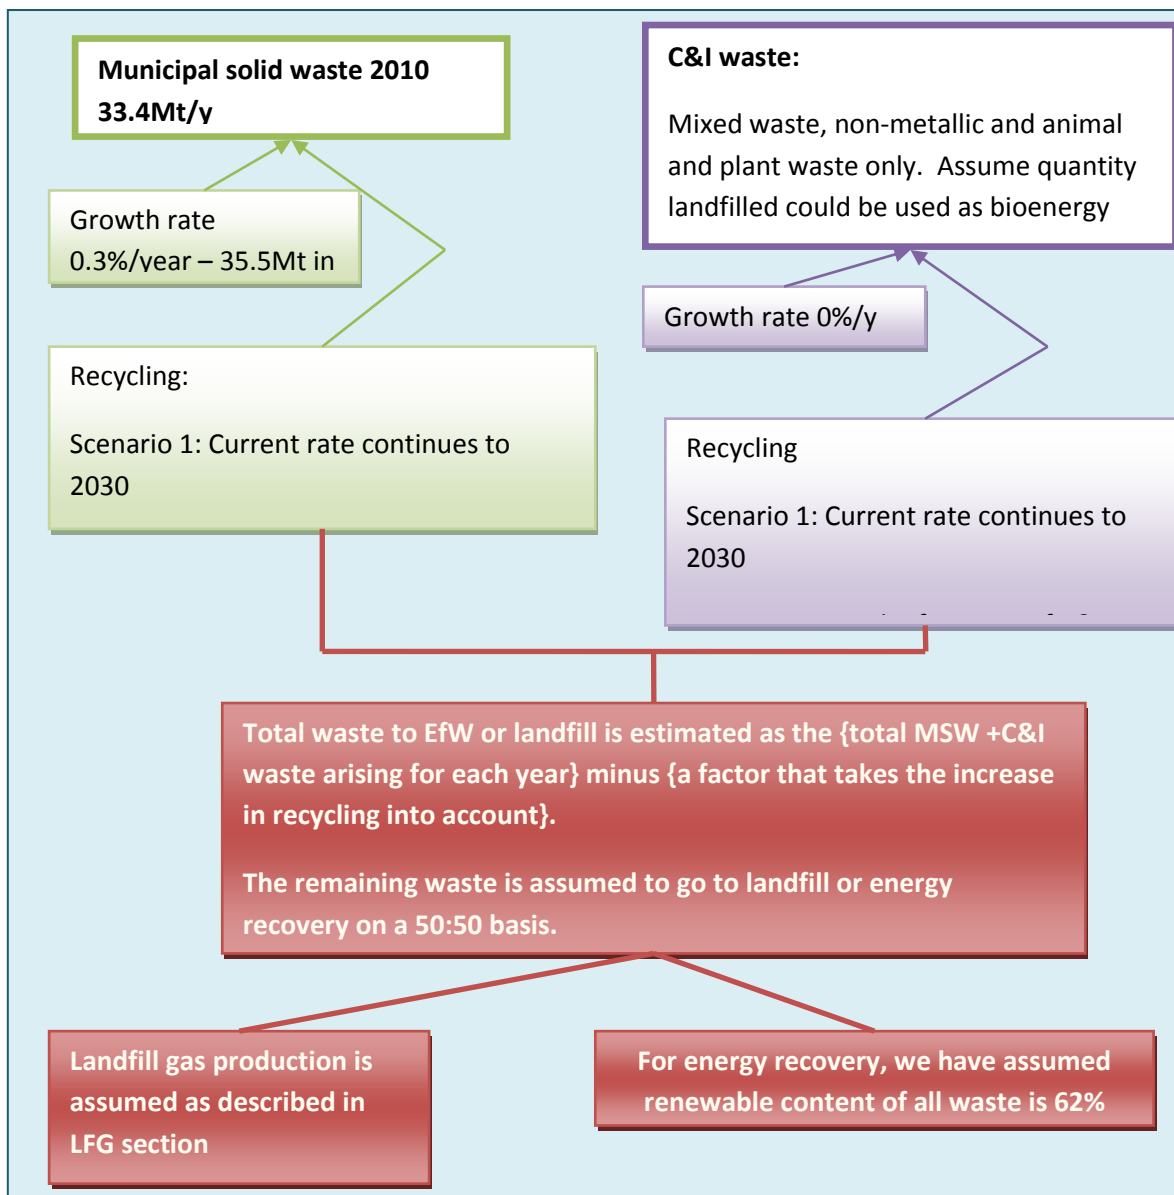 Municipal solid waste 2010
33.4Mt/y
Growth rate
0.3%/year – 35.5Mt in
Recycling:
Scenario 1: Current rate continues to
2030
C&I waste:
Mixed waste, non-metallic and animal
and plant waste only.  Assume quantity
landfilled could be used as bioenergy
Growth rate 0%/y
Recycling
Scenario 1: Current rate continues to
2030
Total waste to EfW or landfill is estimated as the {total MSW +C&I
waste arising for each year} minus {a factor that takes the increase
in recycling into account}.
The remaining waste is assumed to go to landfill or energy
recovery on a 50:50 basis.
Landfill gas production is
assumed as described in
LFG section
For energy recovery, we have assumed
renewable content of all waste is 62%